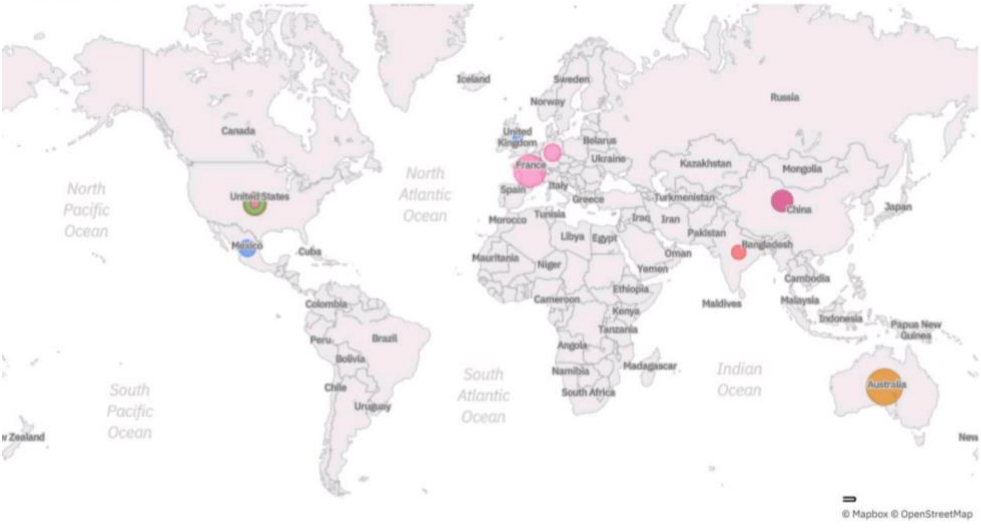 Iceland
Sweden
Norway
Russia
United
Kingdom
Canada
Belarus
Ukraine
France
Kazakhstan
Mongolia
North
Pacific
Ocean
North
Atlantic
Ocean
United States
Spain
Italy
Greece
Turkmenistan
China
Japan
Morocco
Tunisia
Iraq
Iran
Pakistan
Mexico
Cuba
Libya
Egypt
Bangladesh
Oman
Mauritania
Niger
Yemen
Cambodia
Ethiopia
Colombia
Cameroon
Maldives
Malaysia
Kenya
Indonesia
Papua New
Guinea
Peru
Brazil
Tanzania
Angola
Bolivia
Madagascar
Namibia
Indian
Ocean
South
Atlantic
Ocean
South
Pacific
Ocean
Chile
South Africa
Australia
Uruguay
w Zealand
New
© Mapbox © OpenStreetMap